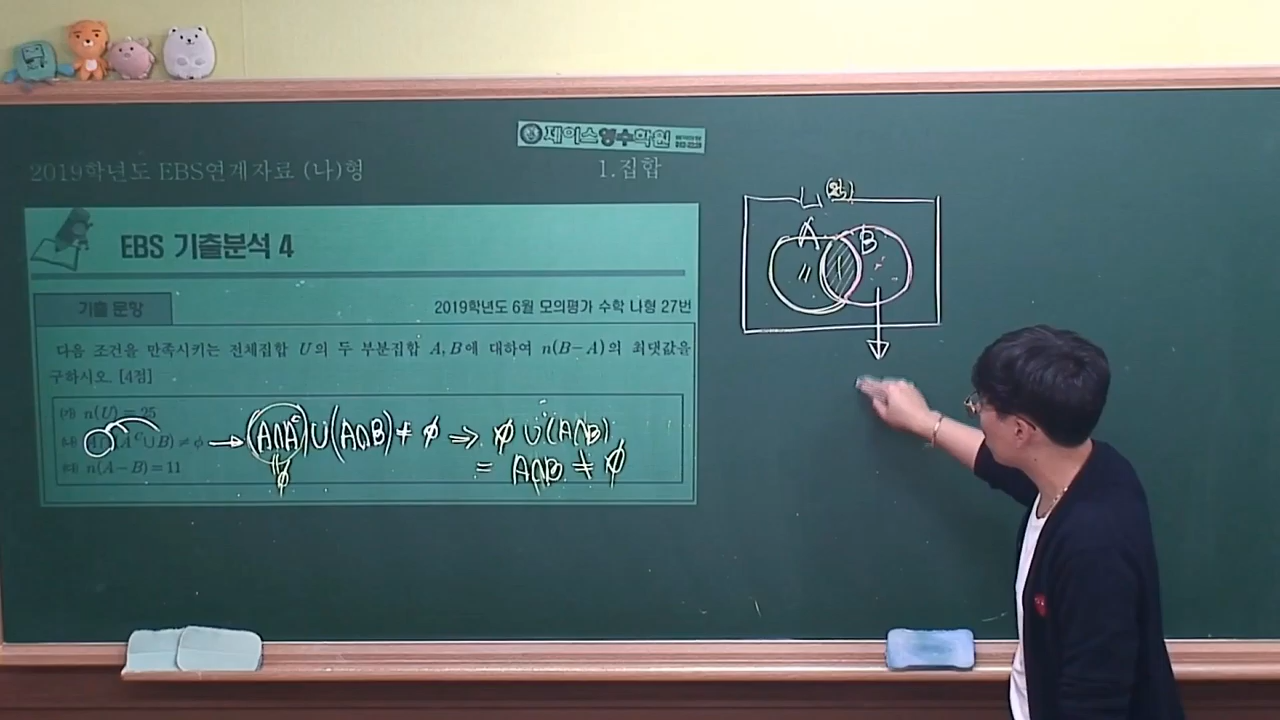 제이스영수학원
2019학년도 EBS연계자료 (나)형
1.집합
EBS 기출분석 4
기출 문항
2019학년도 6월 모의평가 수학 나형 27번
다음 조건을 만족시키는 전체집합 U의 두 부분집합 A, B에 대하여 n(B-A)의 최댓값을
구하시오. [4점]
(가) n(U) = 25
(나) A∩(A^C∪B) ≠ ϕ → (A∩A^c)∪(A∩B) ≠ ϕ ⇒ ϕ∪(A∩B)
ϕ
= A∩B ≠ ϕ
(다) n(A-B) = 11
U (25)
A B
11